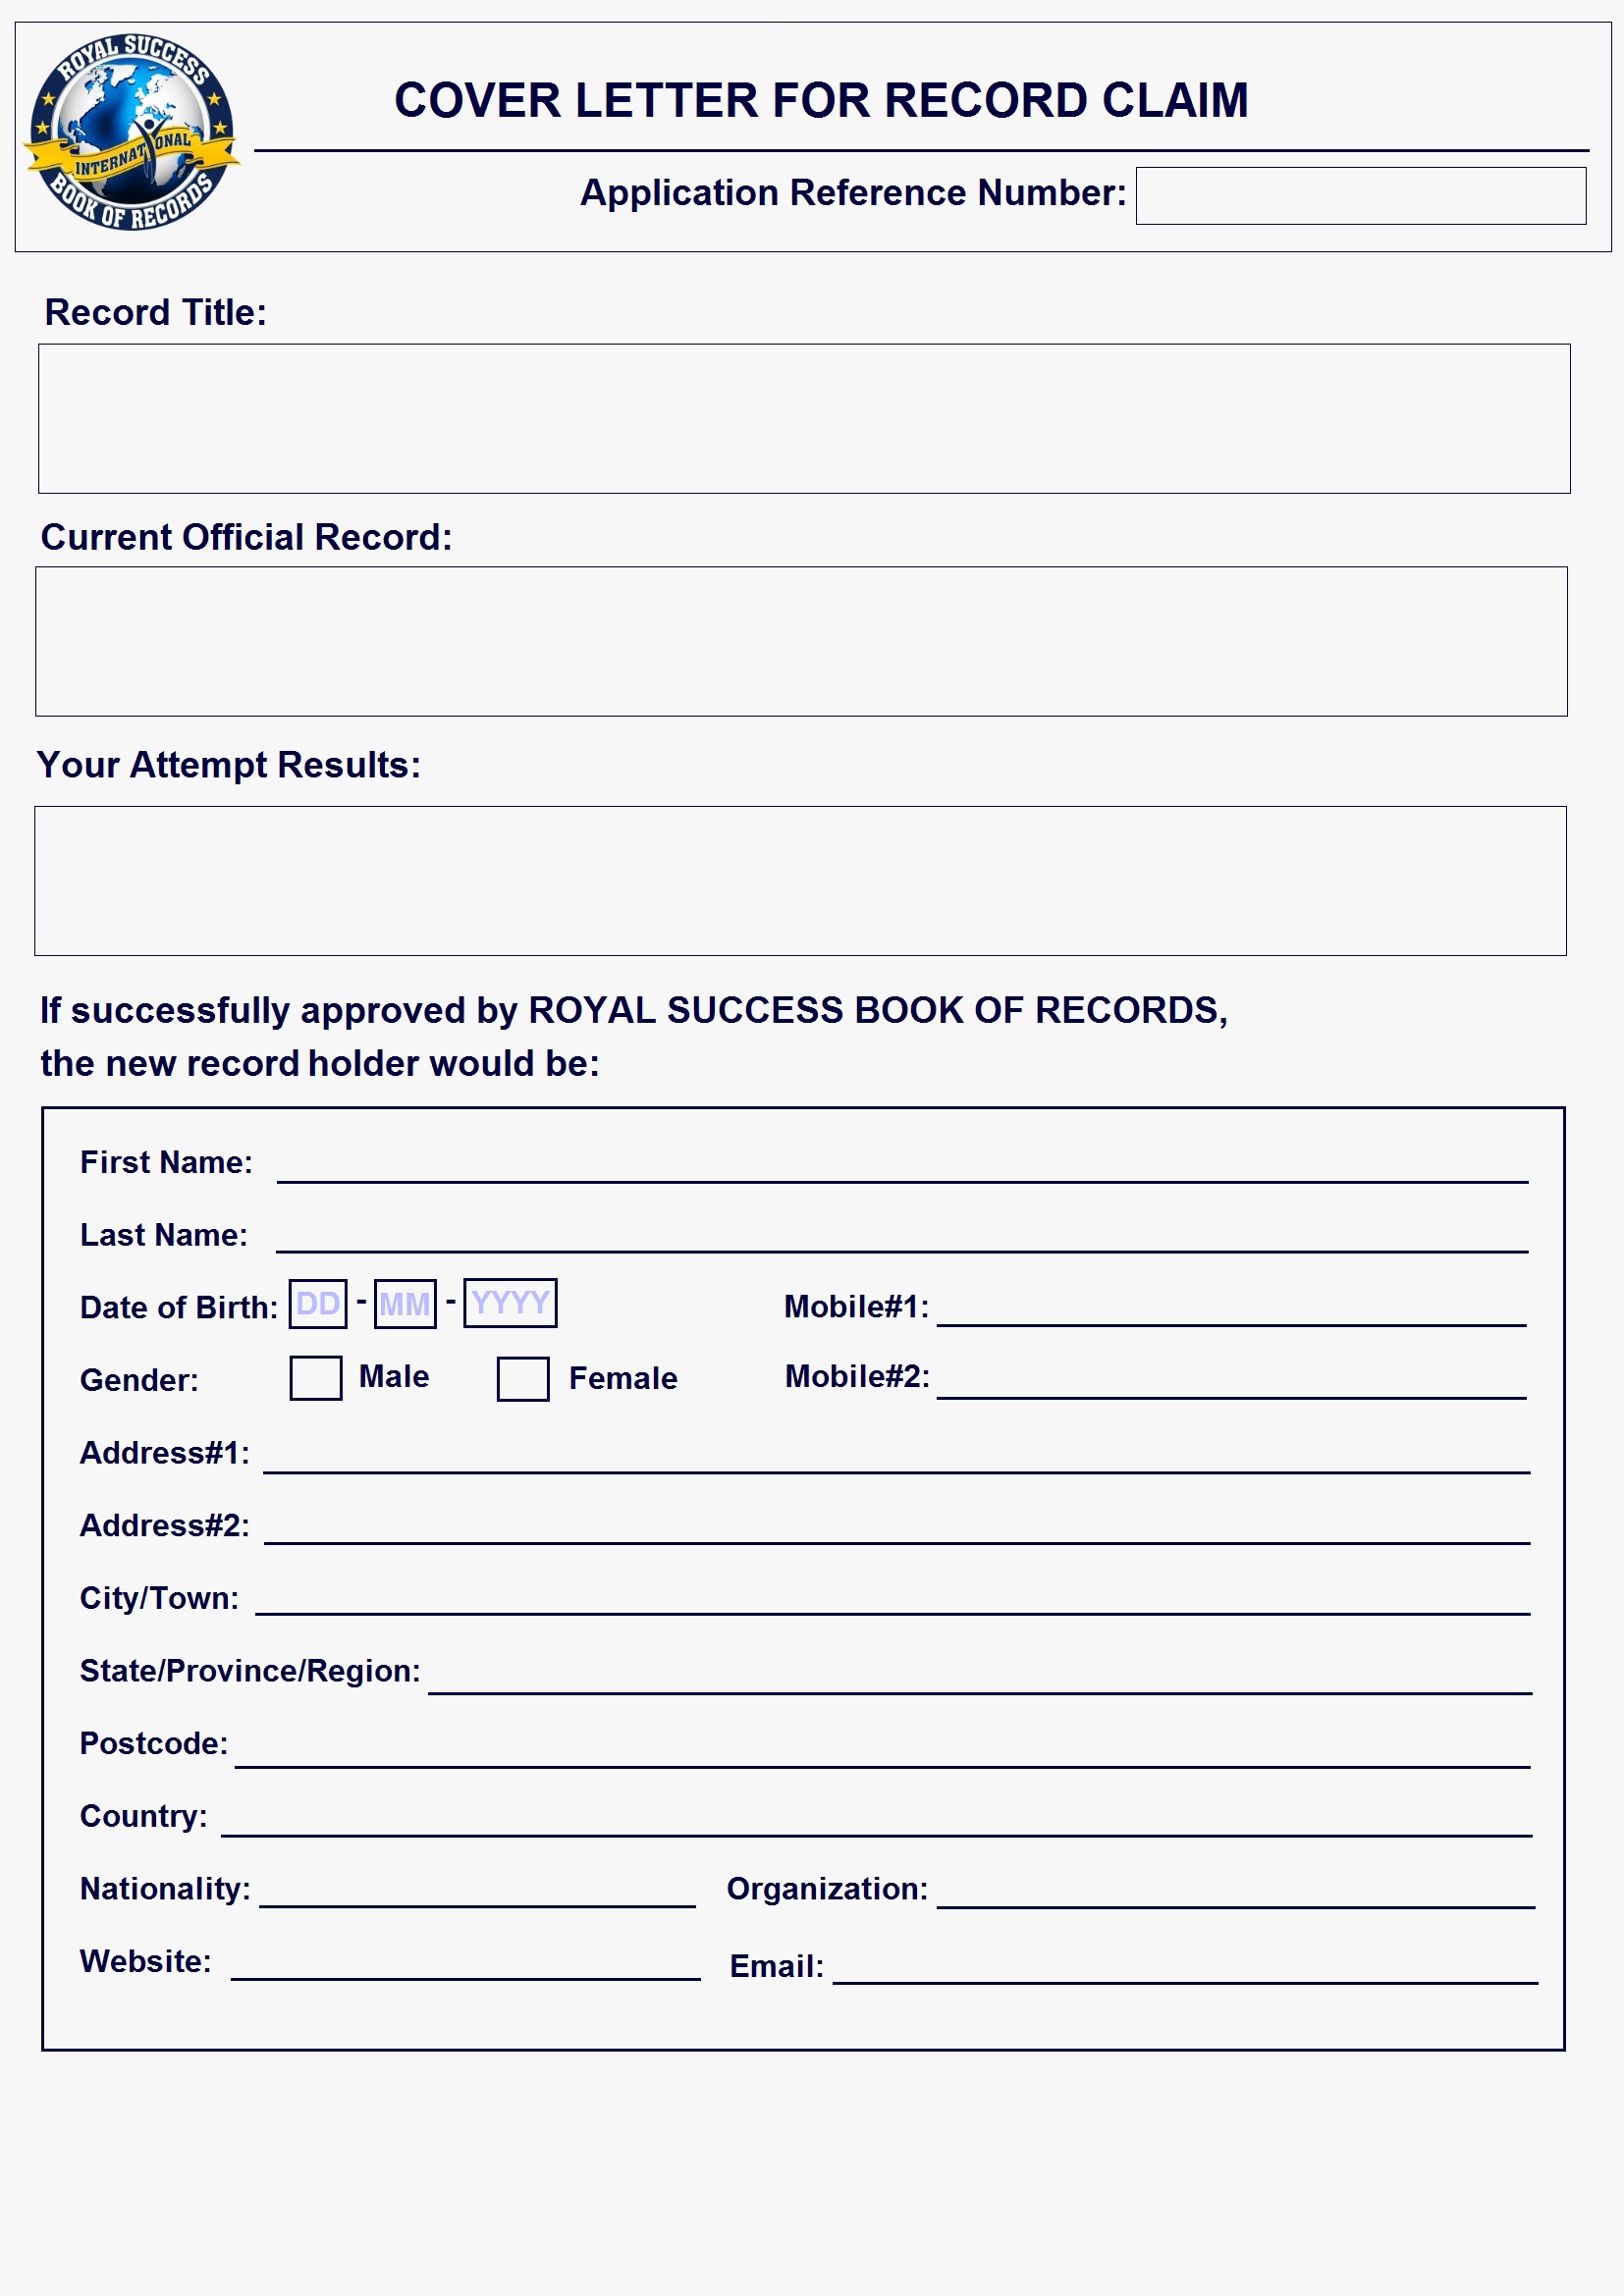 ROYAL SUCCESS
INTERNATIONAL
BOOK OF RECORDS
COVER LETTER FOR RECORD CLAIM
Application Reference Number:
Record Title:
Current Official Record:
Your Attempt Results:
If successfully approved by ROYAL SUCCESS BOOK OF RECORDS,
the new record holder would be:
First Name:
Last Name:
Date of Birth: DD - MM - YYYY Mobile#1:
Gender: Male Female Mobile#2:
Address#1:
Address#2:
City/Town:
State/Province/Region:
Postcode:
Country:
Nationality: Organization:
Website: Email: